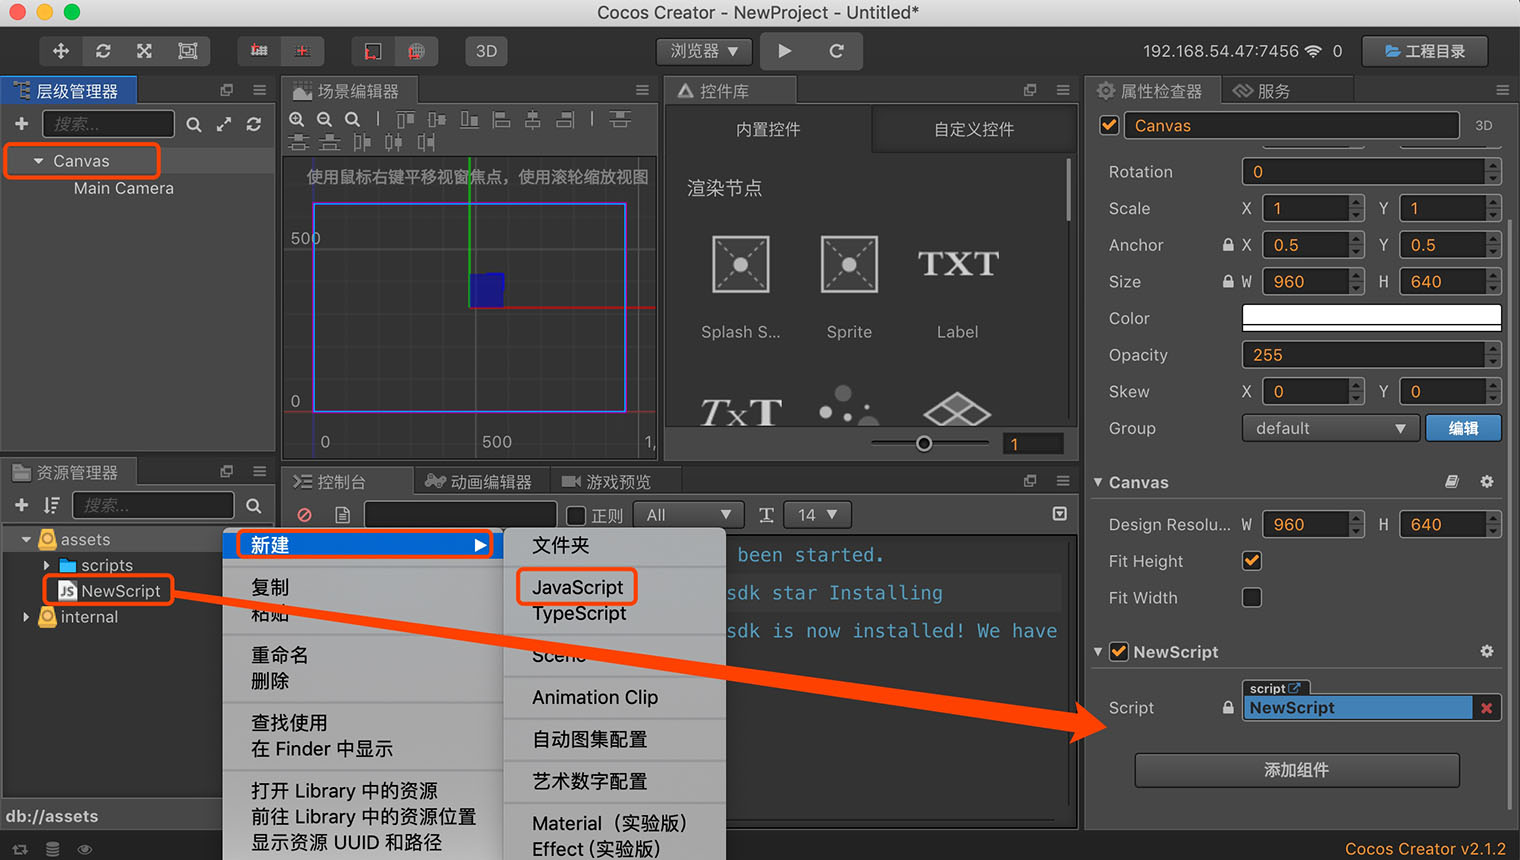 Cocos Creator - NewProject - Untitled*
3D
浏览器
192.168.54.47:7456
0
工程目录
层级管理器
搜索...
Canvas
Main Camera
场景编辑器
使用鼠标右键平移视窗焦点，使用滚轮缩放视图
500
0
0
500
1,
控件库
内置控件
自定义控件
渲染节点
Splash S...
Sprite
TXT
Label
TxT
1
属性检查器
服务
Canvas
3D
Rotation
0
Scale X 1 Y 1
Anchor X 0.5 Y 0.5
Size W 960 H 640
Color
Opacity
255
Skew X 0 Y 0
Group
default
编辑
Canvas
Design Resolu... W 960 H 640
Fit Height
Fit Width
NewScript
script
Script
NewScript
添加组件
资源管理器
搜索...
assets
scripts
JS NewScript
internal
db://assets
控制台
动画编辑器
游戏预览
正则
All
14
been started.
sdk star Installing
sdk is now installed! We have
新建
复制
粘贴
重命名
删除
查找使用
在 Finder 中显示
打开 Library 中的资源
前往 Library 中的资源位置
显示资源 UUID 和路径
文件夹
JavaScript
TypeScript
Scene
Animation Clip
自动图集配置
艺术数字配置
Material（实验版）
Effect (实验版)
Cocos Creator v2.1.2